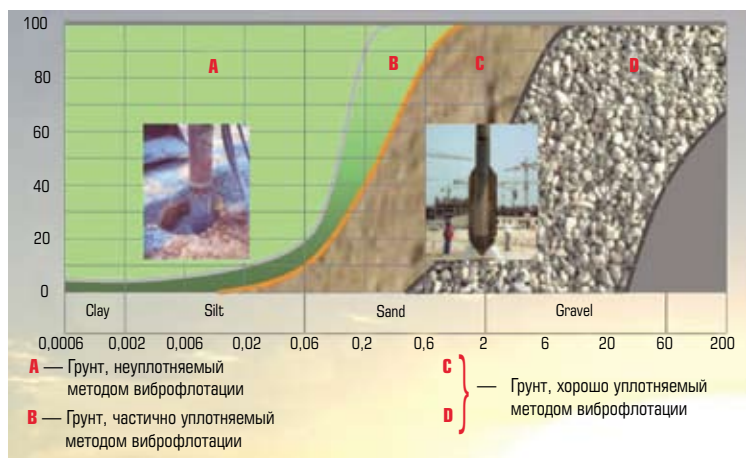 100
80
60
40
20
0
A
B
C
D
Clay
Silt
Sand
Gravel
0,0006 0,002 0,006 0,02 0,06 0,2 0,6 2 6 20 60 200
A — Грунт, неуплотняемый
методом виброфлотации
B — Грунт, частично уплотняемый
методом виброфлотации
C
D
— Грунт, хорошо уплотняемый
методом виброфлотации